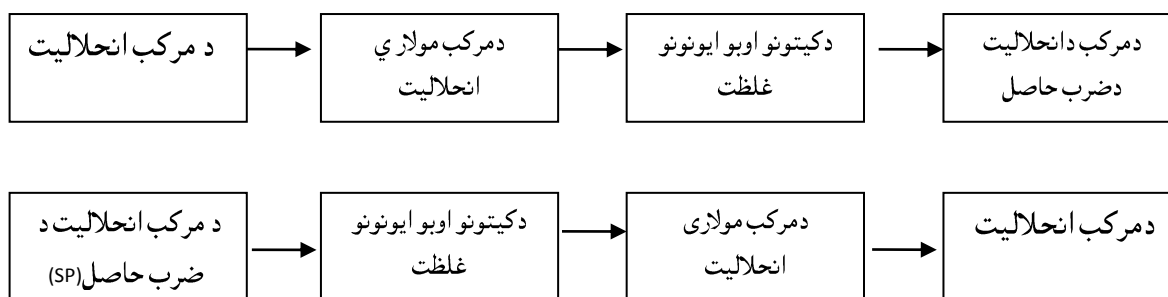 د مرکب انحلالیت
دمرکب مولاري
انحلالیت
دکیتونو اوبو ایونونو
غلظت
دمرکب دانحلالیت
دضرب حاصل
د مرکب انحلالیت د
ضرب حاصل(SP)
دکیتونو اوبو ایونونو
غلظت
دمرکب مولاری
انحلالیت
دمرکب انحلالیت